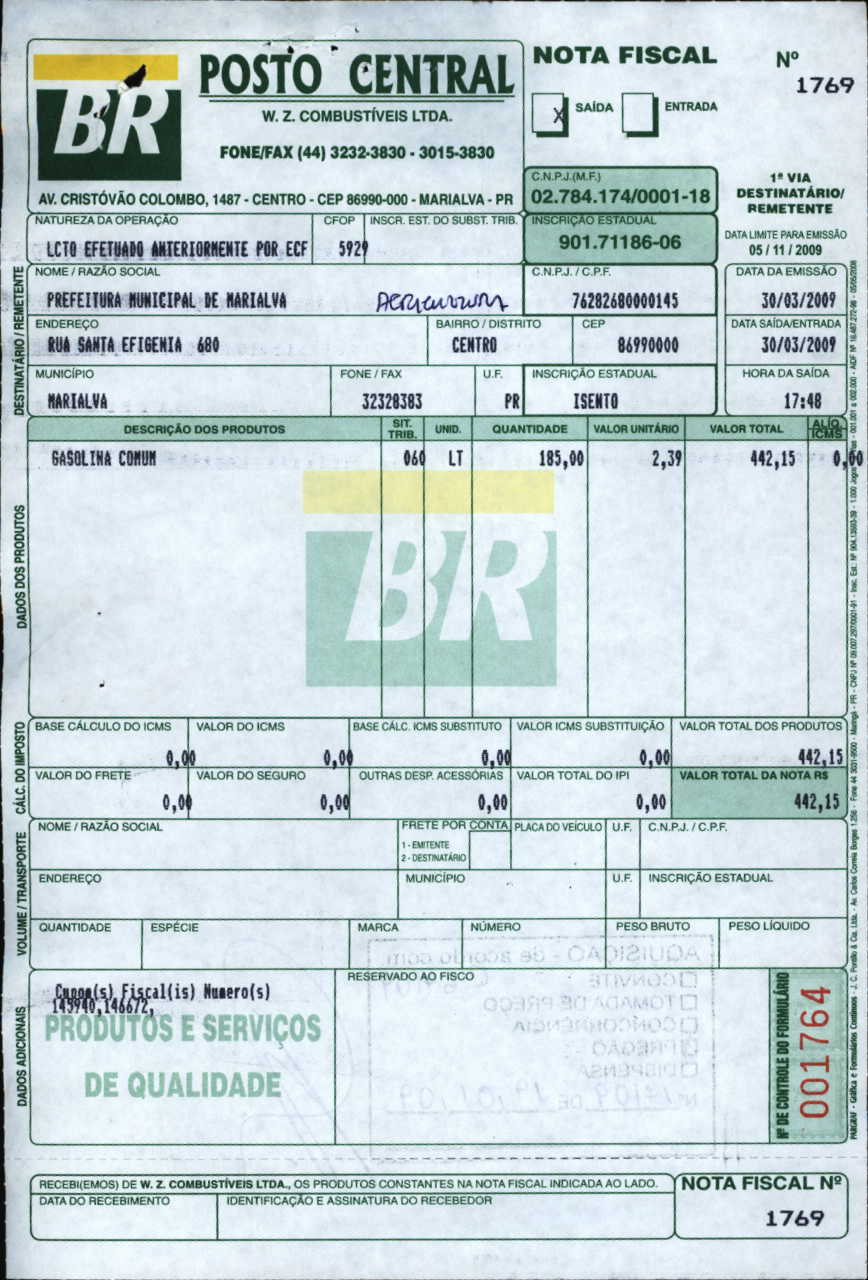 BR
POSTO CENTRAL
W. Z. COMBUSTÍVEIS LTDA.
FONE/FAX (44) 3232-3830 - 3015-3830
AV. CRISTÓVÃO COLOMBO, 1487 - CENTRO - CEP 86990-000 - MARIALVA - PR
NOTA FISCAL
Nº
1769
X SAÍDA ENTRADA
C.N.P.J.(M.F.)
02.784.174/0001-18
1ª VIA
DESTINATÁRIO/
REMETENTE
NATUREZA DA OPERAÇÃO CFOP INSCR. EST. DO SUBST. TRIB. INSCRIÇÃO ESTADUAL
LCTO EFETUADO ANTERIORMENTE POR ECF 5929 901.71186-06
DATA LIMITE PARA EMISSÃO
05 / 11 / 2009
DESTINATÁRIO / REMETENTE
NOME / RAZÃO SOCIAL C.N.P.J. / C.P.F. DATA DA EMISSÃO
PREFEITURA MUNICIPAL DE MARIALVA 76282680000145 30/03/2009
ENDEREÇO BAIRRO / DISTRITO CEP DATA SAÍDA/ENTRADA
RUA SANTA EFIGENIA 680 CENTRO 86990000 30/03/2009
MUNICÍPIO FONE / FAX U.F. INSCRIÇÃO ESTADUAL HORA DA SAÍDA
MARIALVA 32328383 PR ISENTO 17:48
DADOS DOS PRODUTOS
DESCRIÇÃO DOS PRODUTOS SIT. TRIB. UNID. QUANTIDADE VALOR UNITÁRIO VALOR TOTAL ALÍQ. ICMS
GASOLINA COMUM 060 LT 185,00 2,39 442,15 0,00
BR
CÁLC. DO IMPOSTO
BASE CÁLCULO DO ICMS VALOR DO ICMS BASE CÁLC. ICMS SUBSTITUTO VALOR ICMS SUBSTITUIÇÃO VALOR TOTAL DOS PRODUTOS
0,00 0,00 0,00 0,00 442,15
VALOR DO FRETE VALOR DO SEGURO OUTRAS DESP. ACESSÓRIAS VALOR TOTAL DO IPI VALOR TOTAL DA NOTA R$
0,00 0,00 0,00 0,00 442,15
VOLUME / TRANSPORTE
NOME / RAZÃO SOCIAL FRETE POR CONTA PLACA DO VEÍCULO U.F. C.N.P.J. / C.P.F.
1 - EMITENTE
2 - DESTINATÁRIO
ENDEREÇO MUNICÍPIO U.F. INSCRIÇÃO ESTADUAL
QUANTIDADE ESPÉCIE MARCA NÚMERO PESO BRUTO PESO LÍQUIDO
DADOS ADICIONAIS
RESERVADO AO FISCO
Cupom(s) Fiscal(is) Numero(s)
143940,146672,
PRODUTOS E SERVIÇOS
DE QUALIDADE
AQUISIÇÃO - de acordo com
CONVITE
TOMADA DE PREÇO
CONCORRÊNCIA
PREGÃO
DISPENSA
Nº DE CONTROLE DO FORMULÁRIO
001764
RECEBI(EMOS) DE W. Z. COMBUSTÍVEIS LTDA., OS PRODUTOS CONSTANTES NA NOTA FISCAL INDICADA AO LADO.
DATA DO RECEBIMENTO IDENTIFICAÇÃO E ASSINATURA DO RECEBEDOR
NOTA FISCAL Nº
1769